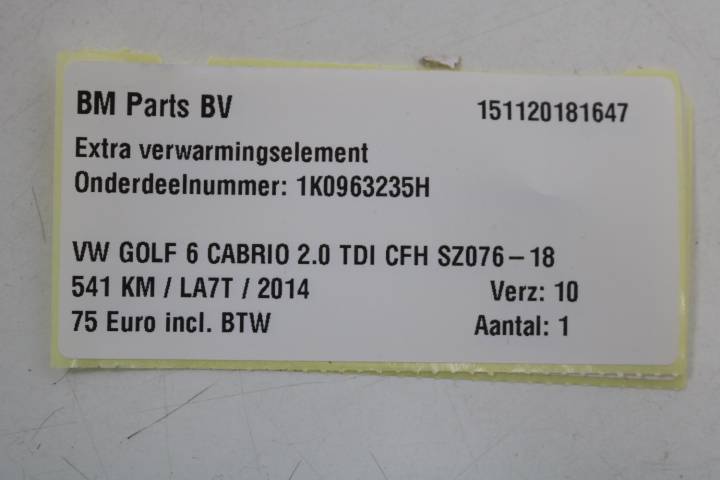 BM Parts BV 151120181647
Extra verwarmingselement
Onderdeelnummer: 1K0963235H
VW GOLF 6 CABRIO 2.0 TDI CFH SZ076-18
541 KM / LA7T / 2014 Verz: 10
75 Euro incl. BTW Aantal: 1